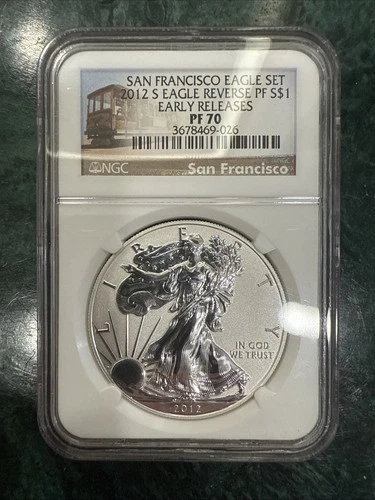 SAN FRANCISCO EAGLE SET
2012 S EAGLE REVERSE PF S$1
EARLY RELEASES
PF 70
3678469-026
NGC San Francisco
LIBERTY
IN GOD
WE TRUST
2012